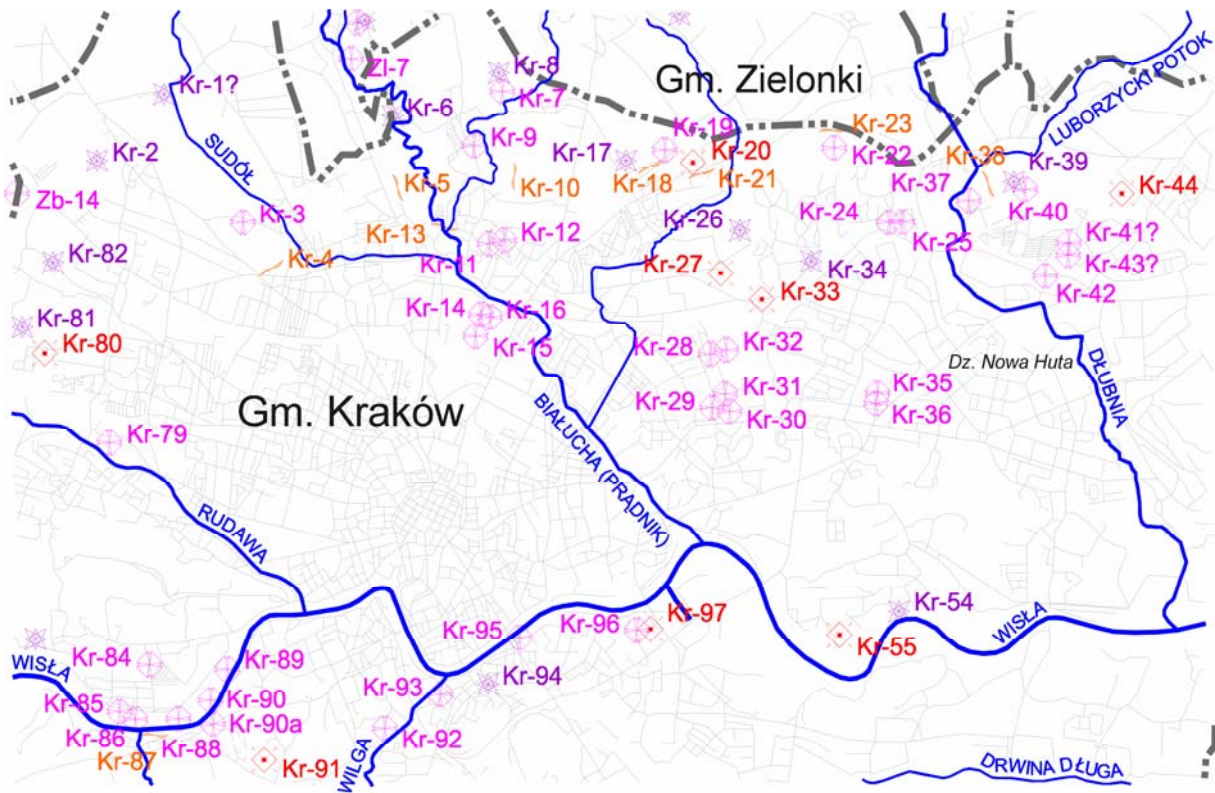 Zl-7
Kr-8
Gm. Zielonki
Kr-1?
Kr-7
LUBORZYCKI POTOK
Kr-6
Kr-19
Kr-23
Kr-9
SUDÓŁ
Kr-2
Kr-17
Kr-20
Kr-22
Kr-38
Kr-39
Kr-5
Kr-10
Kr-18
Kr-21
Kr-37
Kr-44
Zb-14
Kr-3
Kr-24
Kr-40
Kr-13
Kr-12
Kr-26
Kr-25
Kr-41?
Kr-82
Kr-4
Kr-11
Kr-27
Kr-34
Kr-43?
Kr-42
Kr-14
Kr-16
Kr-33
Kr-81
Kr-80
Kr-15
Kr-28
Kr-32
Dz. Nowa Huta
DŁUBNIA
Kr-31
Kr-35
Gm. Kraków
Kr-29
Kr-30
Kr-36
BIAŁUCHA (PRĄDNIK)
Kr-79
RUDAWA
Kr-54
Kr-97
WISŁA
Kr-95
Kr-96
Kr-55
WISŁA
Kr-84
Kr-89
Kr-94
Kr-85
Kr-90
Kr-93
Kr-86
Kr-90a
Kr-88
Kr-92
Kr-87
Kr-91
WILGA
DRWINA DŁUGA